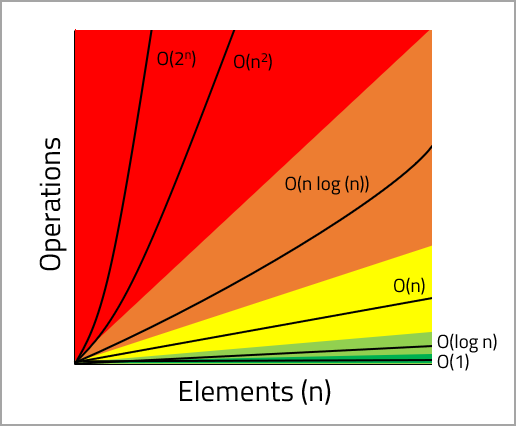 O(2ⁿ)
O(n²)
O(n log (n))
O(n)
O(log n)
O(1)
Operations
Elements (n)